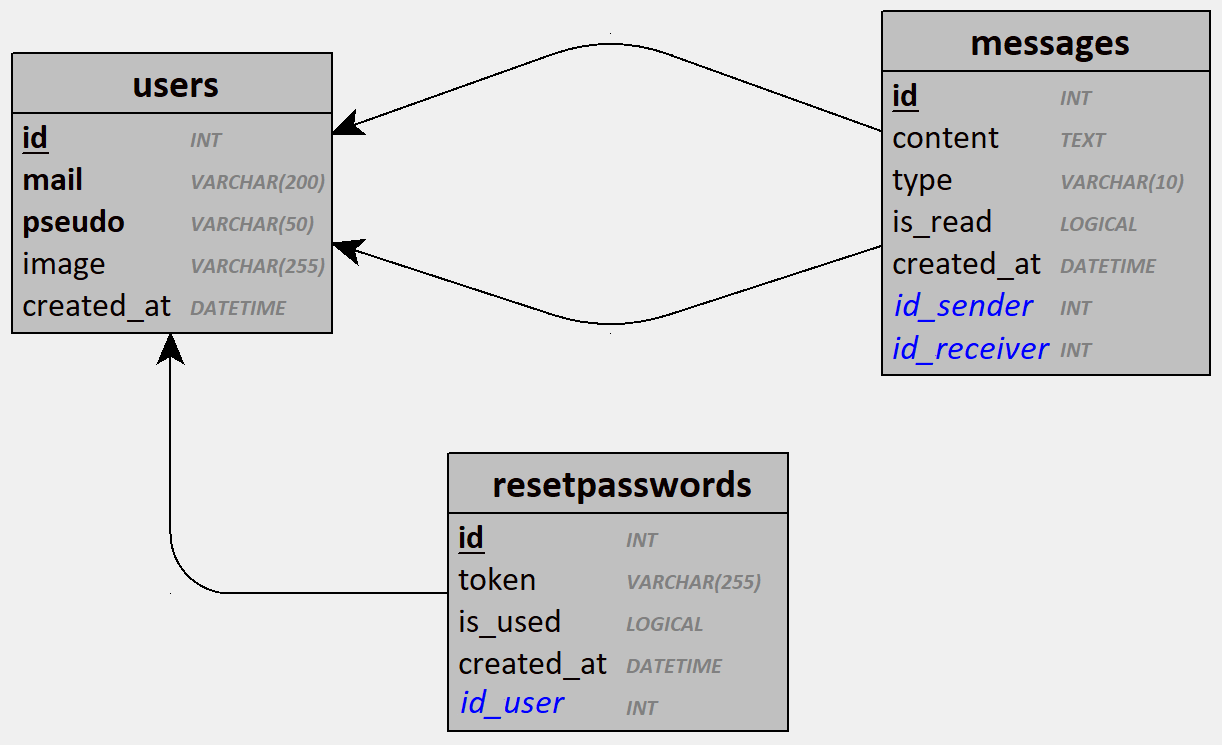 users
id INT
mail VARCHAR(200)
pseudo VARCHAR(50)
image VARCHAR(255)
created_at DATETIME
messages
id INT
content TEXT
type VARCHAR(10)
is_read LOGICAL
created_at DATETIME
id_sender INT
id_receiver INT
resetpasswords
id INT
token VARCHAR(255)
is_used LOGICAL
created_at DATETIME
id_user INT